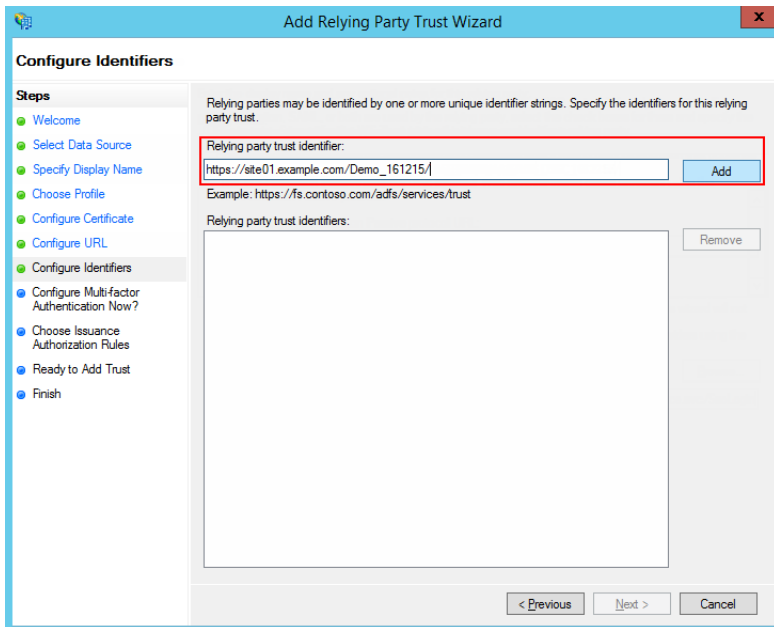 Add Relying Party Trust Wizard
x
Configure Identifiers
Steps
Welcome
Select Data Source
Specify Display Name
Choose Profile
Configure Certificate
Configure URL
Configure Identifiers
Configure Multi-factor
Authentication Now?
Choose Issuance
Authorization Rules
Ready to Add Trust
Finish
Relying parties may be identified by one or more unique identifier strings. Specify the identifiers for this relying
party trust.
Relying party trust identifier:
https://site01.example.com/Demo_161215/
Add
Example: https://fs.contoso.com/adfs/services/trust
Relying party trust identifiers:
Remove
< Previous
Next >
Cancel